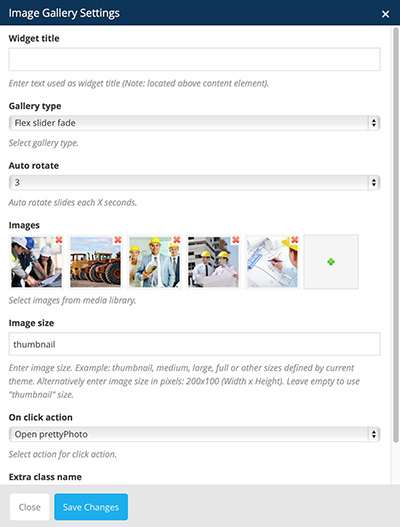 Image Gallery Settings ×
Widget title
Enter text used as widget title (Note: located above content element).
Gallery type
Flex slider fade
Select gallery type.
Auto rotate
3
Auto rotate slides each X seconds.
Images
Select images from media library.
Image size
thumbnail
Enter image size. Example: thumbnail, medium, large, full or other sizes defined by current
theme. Alternatively enter image size in pixels: 200x100 (Width x Height). Leave empty to use
"thumbnail" size.
On click action
Open prettyPhoto
Select action for click action.
Extra class name
Close Save Changes